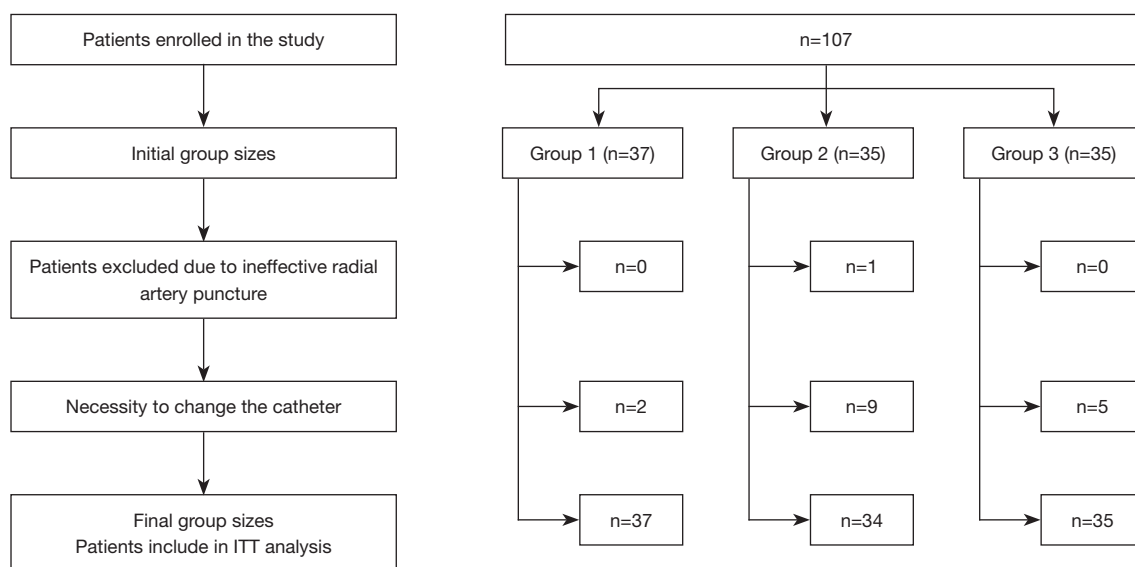 Patients enrolled in the study
n=107
Initial group sizes
Group 1 (n=37)
Group 2 (n=35)
Group 3 (n=35)
Patients excluded due to ineffective radial
artery puncture
n=0
n=1
n=0
Necessity to change the catheter
n=2
n=9
n=5
Final group sizes
Patients include in ITT analysis
n=37
n=34
n=35